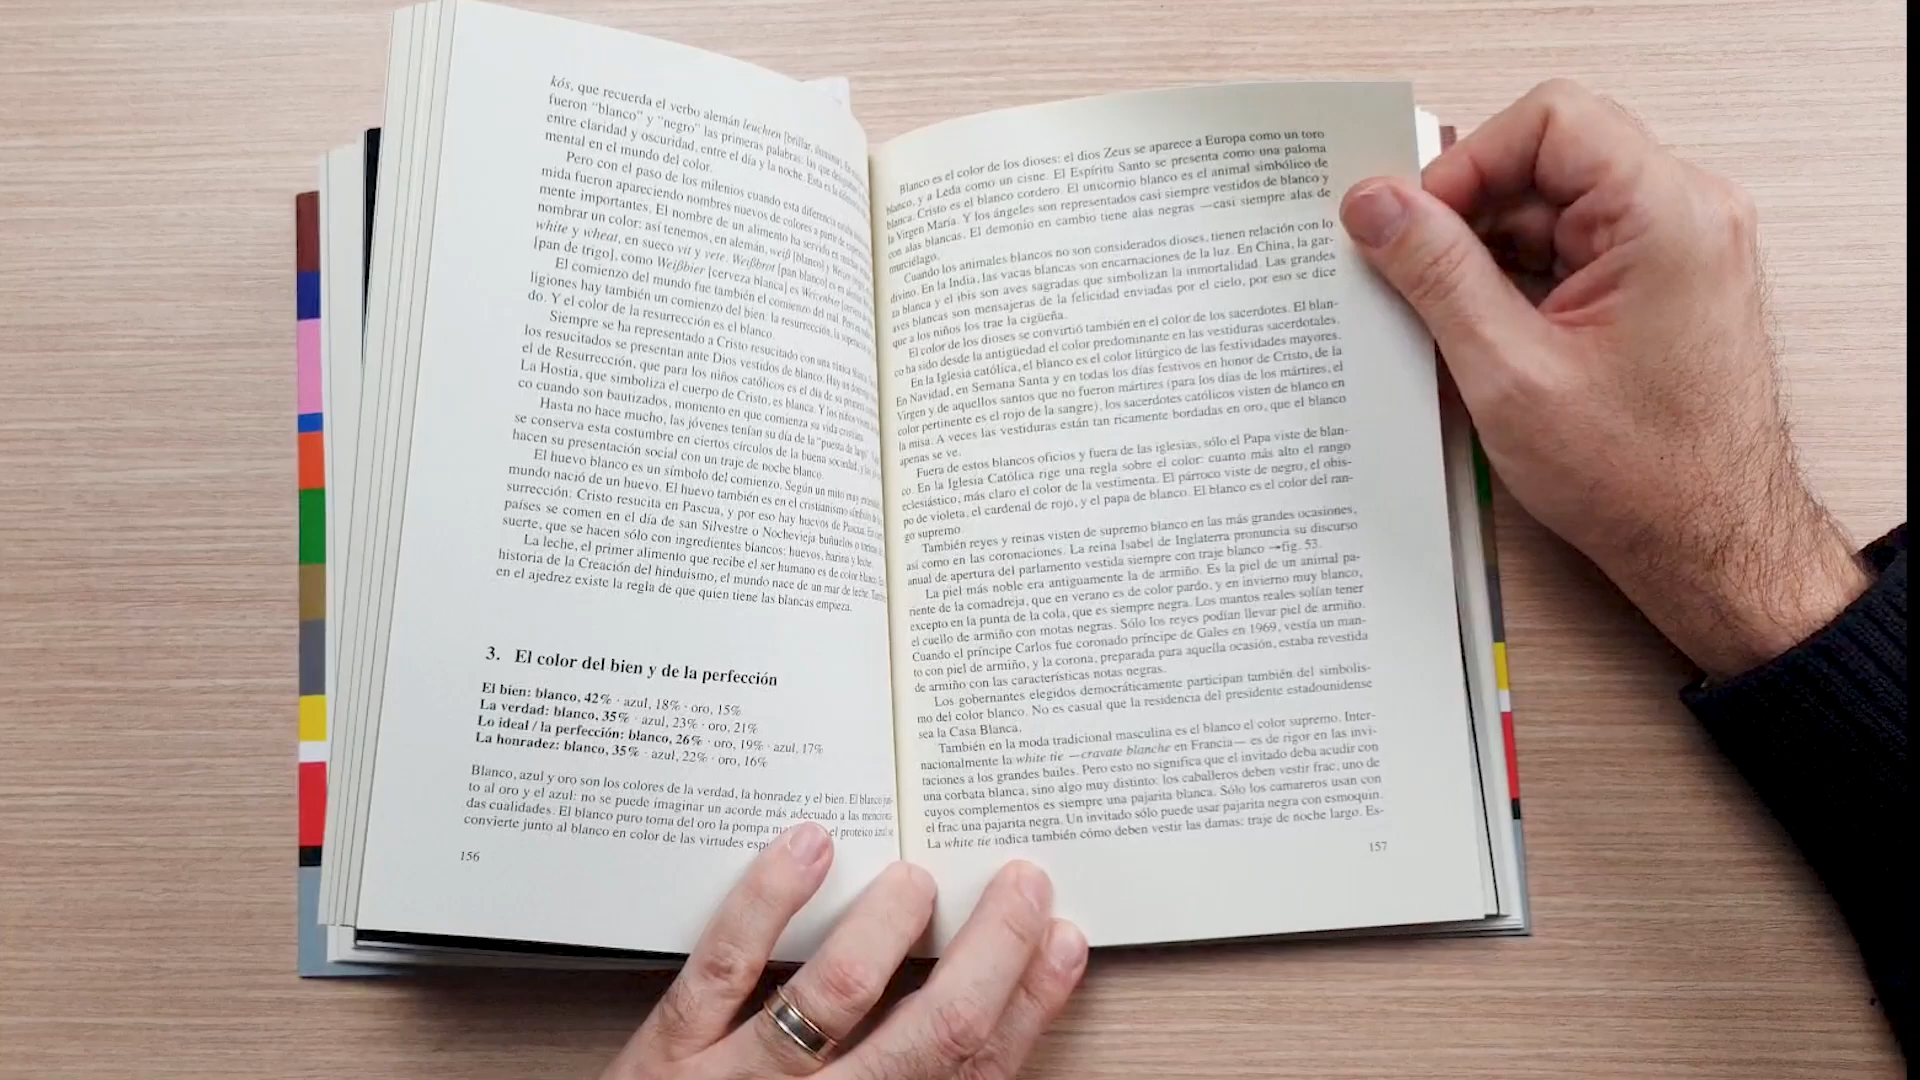 kós, que recuerda el verbo alemán leuchten [brillar, iluminar].
fueron “blanco” y “negro” las primeras palabras: las que
entre claridad y oscuridad, entre el día y la noche. Esta es la
mental en el mundo del color.
Pero con el paso de los milenios cuando esta diferencia
mida fueron apareciendo nombres nuevos de colores a partir de
mente importantes. El nombre de un alimento ha servido en muchas
nombrar un color: así tenemos, en alemán, weiß [blanco] y
white y wheat, en sueco vit y vete. Weißbrot [pan blanco] es en
[pan de trigo], como Weißbier [cerveza blanca] es Weizenbier
El comienzo del mundo fue también el comienzo del mal. Pero en
ligiones hay también un comienzo del bien: la resurrección, la superación
do. Y el color de la resurrección es el blanco.
Siempre se ha representado a Cristo resucitado con una túnica blanca.
los resucitados se presentan ante Dios vestidos de blanco. Hay un domingo
el de Resurrección, que para los niños católicos es el día de su primera
La Hostia, que simboliza el cuerpo de Cristo, es blanca. Y los niños
co cuando son bautizados, momento en que comienza su vida cristiana.
Hasta no hace mucho, las jóvenes tenían su día de la “puesta de largo”.
se conserva esta costumbre en ciertos círculos de la buena sociedad, y
hacen su presentación social con un traje de noche blanco.
El huevo blanco es un símbolo del comienzo. Según un mito muy extendido,
mundo nació de un huevo. El huevo también es en el cristianismo símbolo
surrección: Cristo resucita en Pascua, y por eso hay huevos de Pascua. En
países se comen en el día de san Silvestre o Nochevieja buñuelos o
suerte, que se hacen sólo con ingredientes blancos: huevos, harina y leche.
La leche, el primer alimento que recibe el ser humano es de color blanco.
historia de la Creación del hinduismo, el mundo nace de un mar de leche.
en el ajedrez existe la regla de que quien tiene las blancas empieza.
3. El color del bien y de la perfección
El bien: blanco, 42% · azul, 18% · oro, 15%
La verdad: blanco, 35% · azul, 23% · oro, 21%
Lo ideal / la perfección: blanco, 26% · oro, 19% · azul, 17%
La honradez: blanco, 35% · azul, 22% · oro, 16%
Blanco, azul y oro son los colores de la verdad, la honradez y el bien. El blanco jun-
to al oro y el azul: no se puede imaginar un acorde más adecuado a las menciona-
das cualidades. El blanco puro toma del oro la pompa el proteico azul se
convierte junto al blanco en color de las virtudes
156
Blanco es el color de los dioses: el dios Zeus se aparece a Europa como un toro
blanco, y a Leda como un cisne. El Espíritu Santo se presenta como una paloma
blanca. Cristo es el blanco cordero. El unicornio blanco es el animal simbólico de
la Virgen María. Y los ángeles son representados casi siempre vestidos de blanco y
con alas blancas. El demonio en cambio tiene alas negras —casi siempre alas de
murciélago.
Cuando los animales blancos no son considerados dioses, tienen relación con lo
divino. En la India, las vacas blancas son encarnaciones de la luz. En China, la gar-
za blanca y el ibis son aves sagradas que simbolizan la inmortalidad. Las grandes
aves blancas son mensajeras de la felicidad enviadas por el cielo, por eso se dice
que a los niños los trae la cigüeña.
El color de los dioses se convirtió también en el color de los sacerdotes. El blan-
co ha sido desde la antigüedad el color predominante en las vestiduras sacerdotales.
En la Iglesia católica, el blanco es el color litúrgico de las festividades mayores.
En Navidad, en Semana Santa y en todas los días festivos en honor de Cristo, de la
Virgen y de aquellos santos que no fueron mártires (para los días de los mártires, el
color pertinente es el rojo de la sangre), los sacerdotes católicos visten de blanco en
la misa. A veces las vestiduras están tan ricamente bordadas en oro, que el blanco
apenas se ve.
Fuera de estos blancos oficios y fuera de las iglesias, sólo el Papa viste de blan-
co. En la Iglesia Católica rige una regla sobre el color: cuanto más alto el rango
eclesiástico, más claro el color de la vestimenta. El párroco viste de negro, el obis-
po de violeta, el cardenal de rojo, y el papa de blanco. El blanco es el color del ran-
go supremo.
También reyes y reinas visten de supremo blanco en las más grandes ocasiones,
así como en las coronaciones. La reina Isabel de Inglaterra pronuncia su discurso
anual de apertura del parlamento vestida siempre con traje blanco →fig. 53.
La piel más noble era antiguamente la de armiño. Es la piel de un animal pa-
riente de la comadreja, que en verano es de color pardo, y en invierno muy blanco,
excepto en la punta de la cola, que es siempre negra. Los mantos reales solían tener
el cuello de armiño con motas negras. Sólo los reyes podían llevar piel de armiño.
Cuando el príncipe Carlos fue coronado príncipe de Gales en 1969, vestía un man-
to con piel de armiño, y la corona, preparada para aquella ocasión, estaba revestida
de armiño con las características notas negras.
Los gobernantes elegidos democráticamente participan también del simbolis-
mo del color blanco. No es casual que la residencia del presidente estadounidense
sea la Casa Blanca.
También en la moda tradicional masculina es el blanco el color supremo. Inter-
nacionalmente la white tie —cravate blanche en Francia— es de rigor en las invi-
taciones a los grandes bailes. Pero esto no significa que el invitado deba acudir con
una corbata blanca, sino algo muy distinto: los caballeros deben vestir frac, uno de
cuyos complementos es siempre una pajarita blanca. Sólo los camareros usan con
el frac una pajarita negra. Un invitado sólo puede usar pajarita negra con esmoquin.
La white tie indica también cómo deben vestir las damas: traje de noche largo. Es-
157